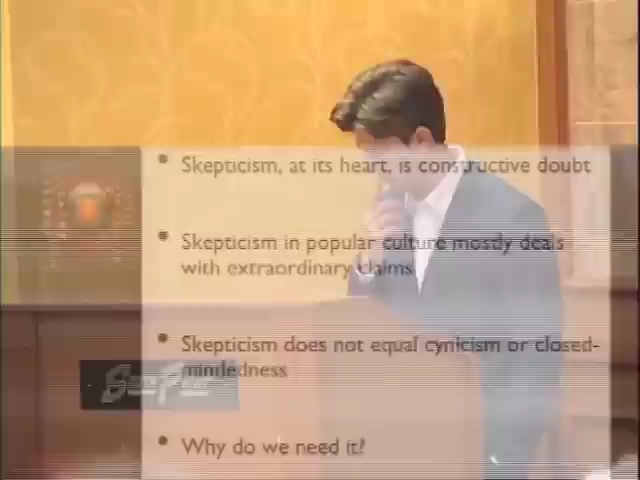 • Skepticism, at its heart, is constructive doubt
• Skepticism in popular culture mostly deals
with extraordinary claims
• Skepticism does not equal cynicism or closed-
mindedness
• Why do we need it?